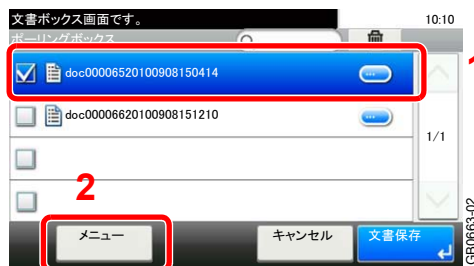 文書ボックス画面です。
10:10
ポーリングボックス
1
doc00006520100908150414
doc00006620100908151210
1/1
2
メニュー
キャンセル
文書保存
GB0663-02